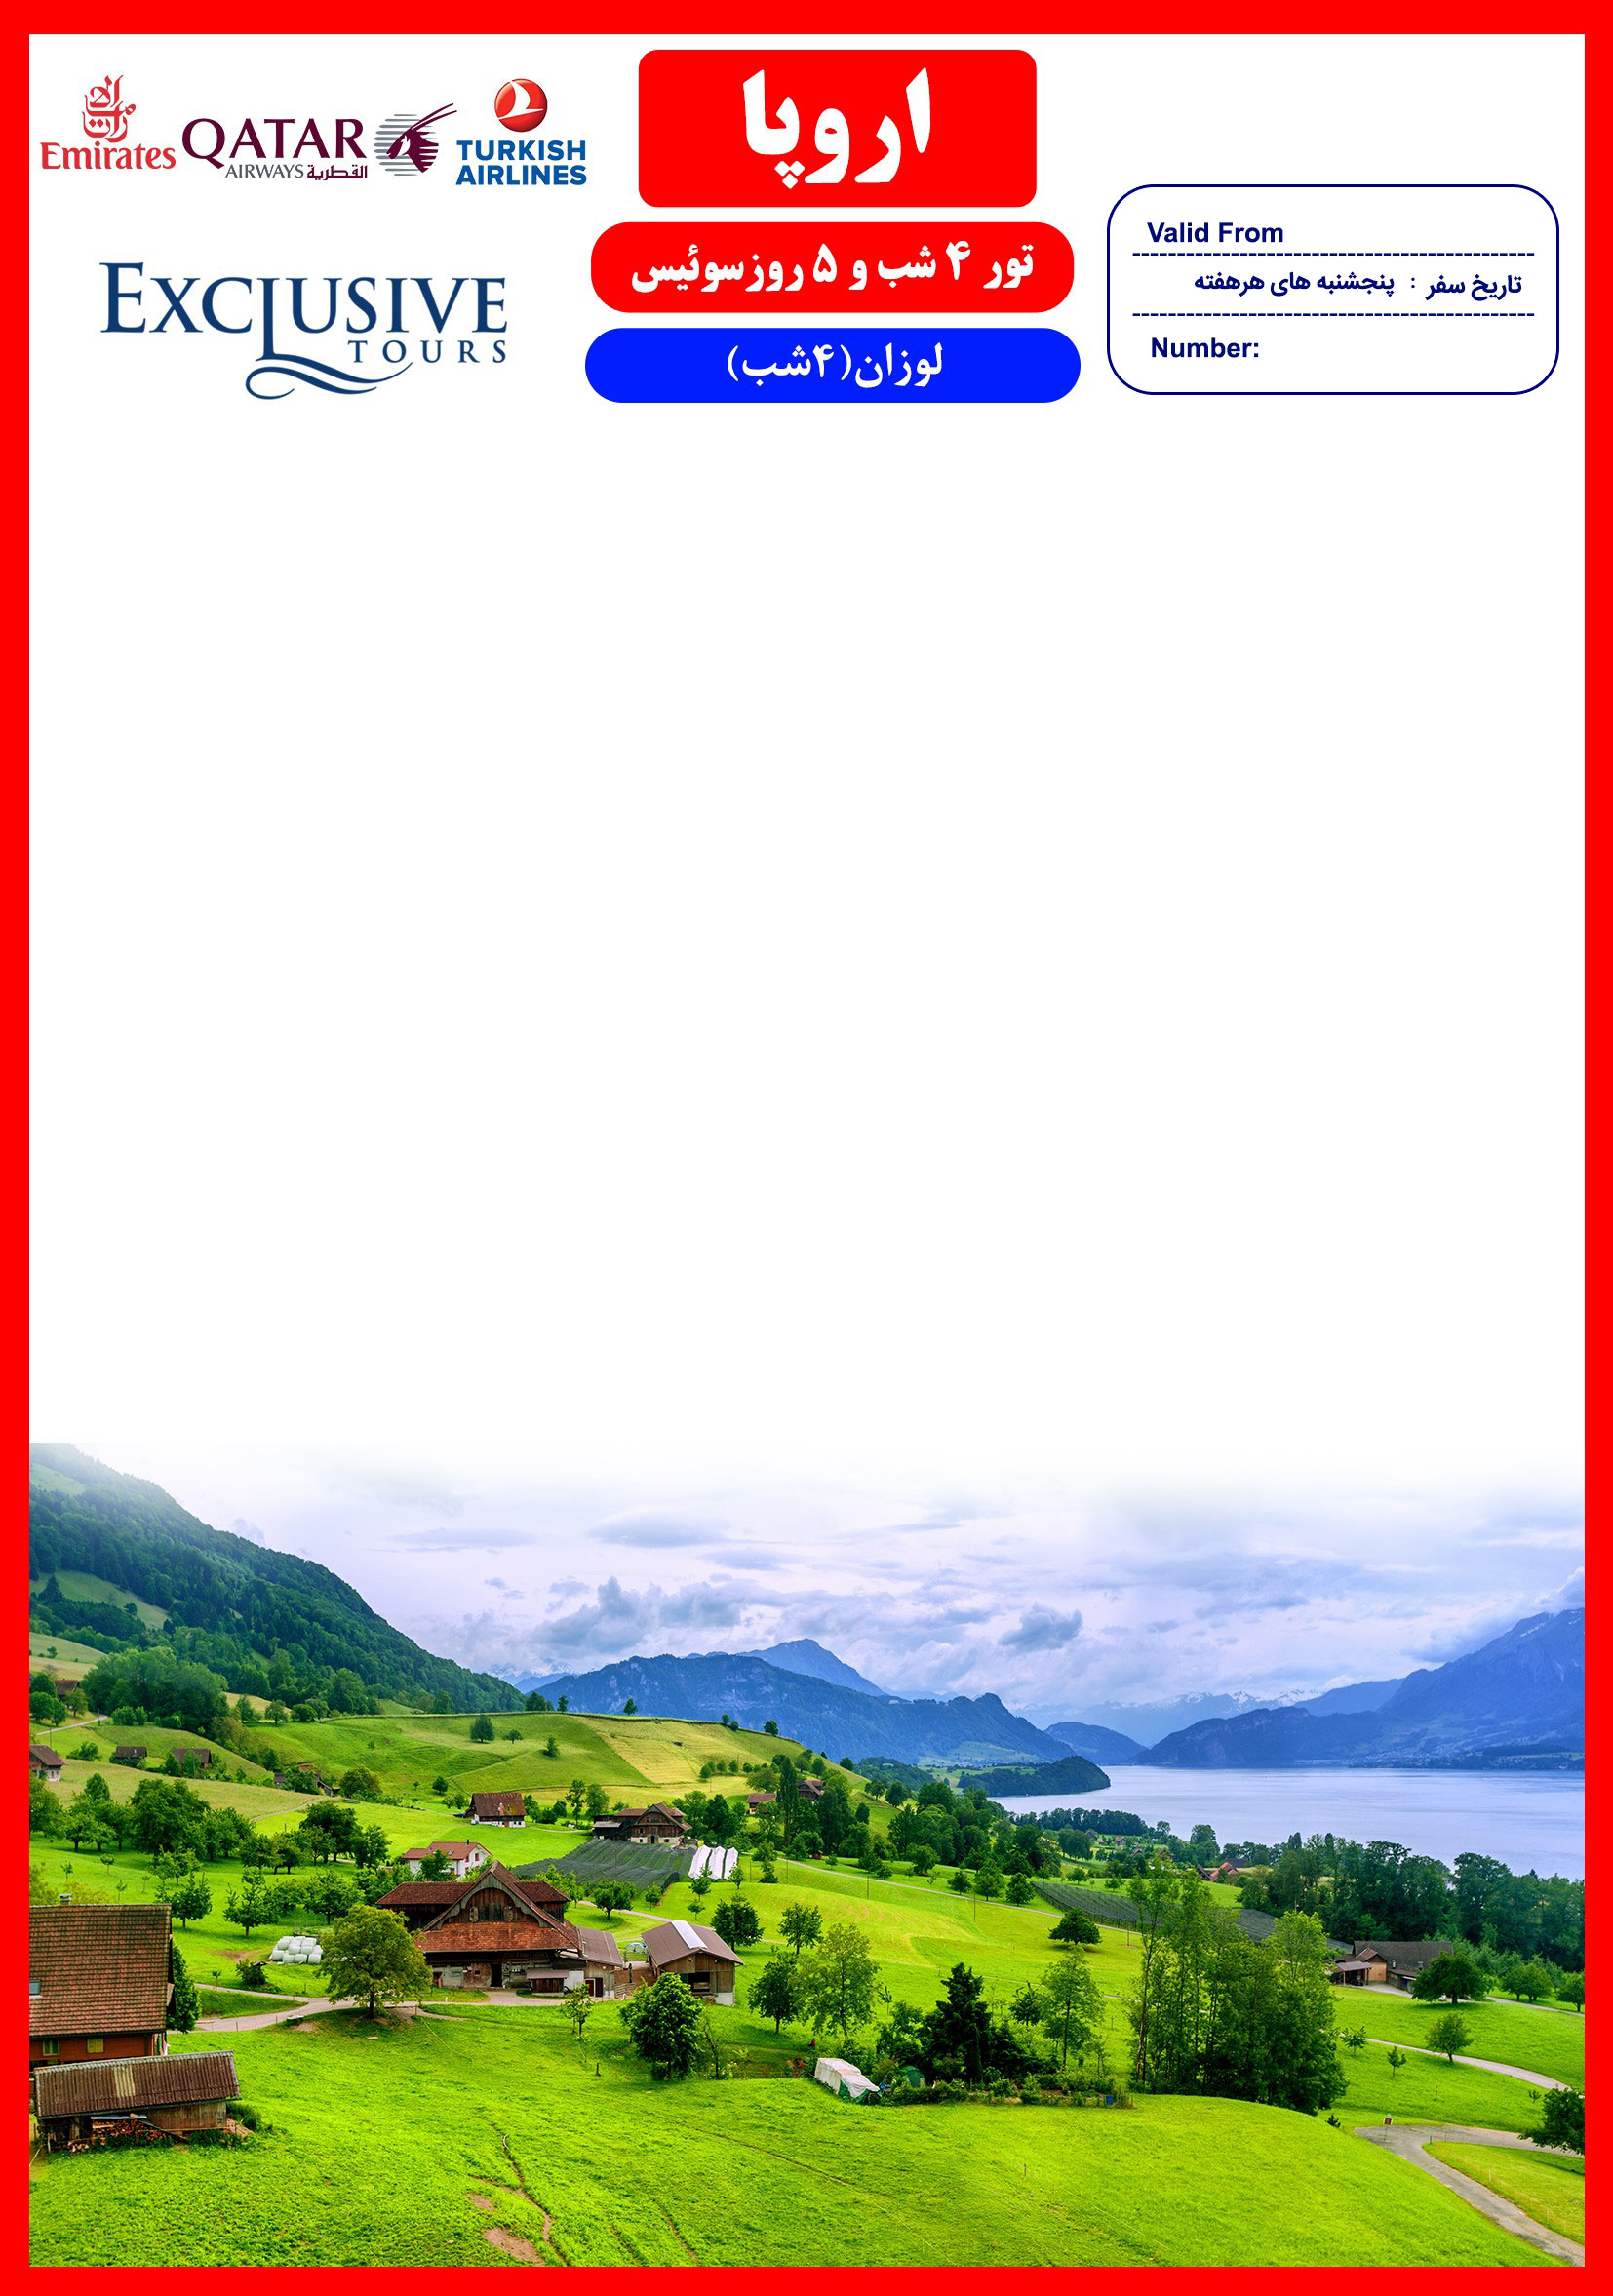 اروپا
امارات
Emirates
QATAR
AIRWAYS القطرية
TURKISH
AIRLINES
تور ۴ شب و ۵ روزسوئیس
EXCLUSIVE
TOURS
لوزان(۴شب)
Valid From
تاریخ سفر : پنجشنبه های هرهفته
Number: